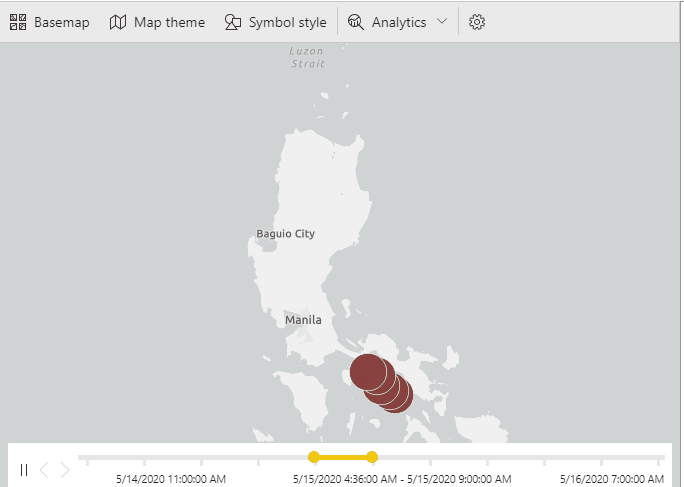 Basemap Map theme Symbol style Analytics
Luzon
Strait
Baguio City
Manila
5/14/2020 11:00:00 AM 5/15/2020 4:36:00 AM - 5/15/2020 9:00:00 AM 5/16/2020 7:00:00 AM